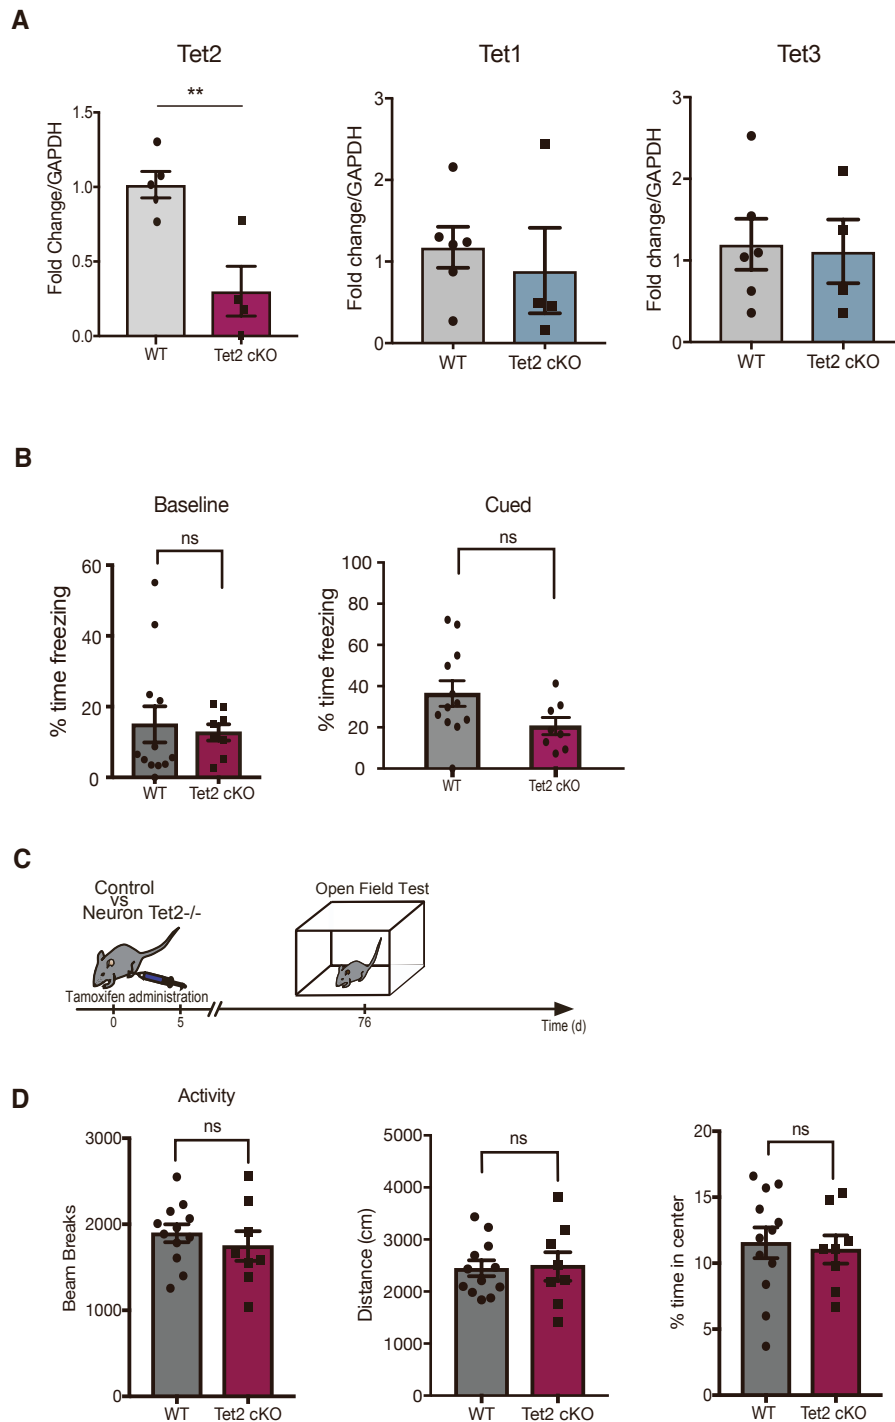 A
Tet2
Tet1
Tet3
**
Fold Change/GAPDH
1.5
1.0
0.5
0.0
WT
Tet2 cKO
Fold change/GAPDH
3
2
1
0
WT
Tet2 cKO
Fold change/GAPDH
3
2
1
0
WT
Tet2 cKO
B
Baseline
ns
% time freezing
60
40
20
0
WT
Tet2 cKO
Cued
ns
% time freezing
100
80
60
40
20
0
WT
Tet2 cKO
C
Control
vs
Neuron Tet2-/-
Open Field Test
Tamoxifen administration
0
5
76
Time (d)
D
Activity
ns
Beam Breaks
3000
2000
1000
0
WT
Tet2 cKO
ns
Distance (cm)
5000
4000
3000
2000
1000
0
WT
Tet2 cKO
ns
% time in center
20
15
10
5
0
WT
Tet2 cKO